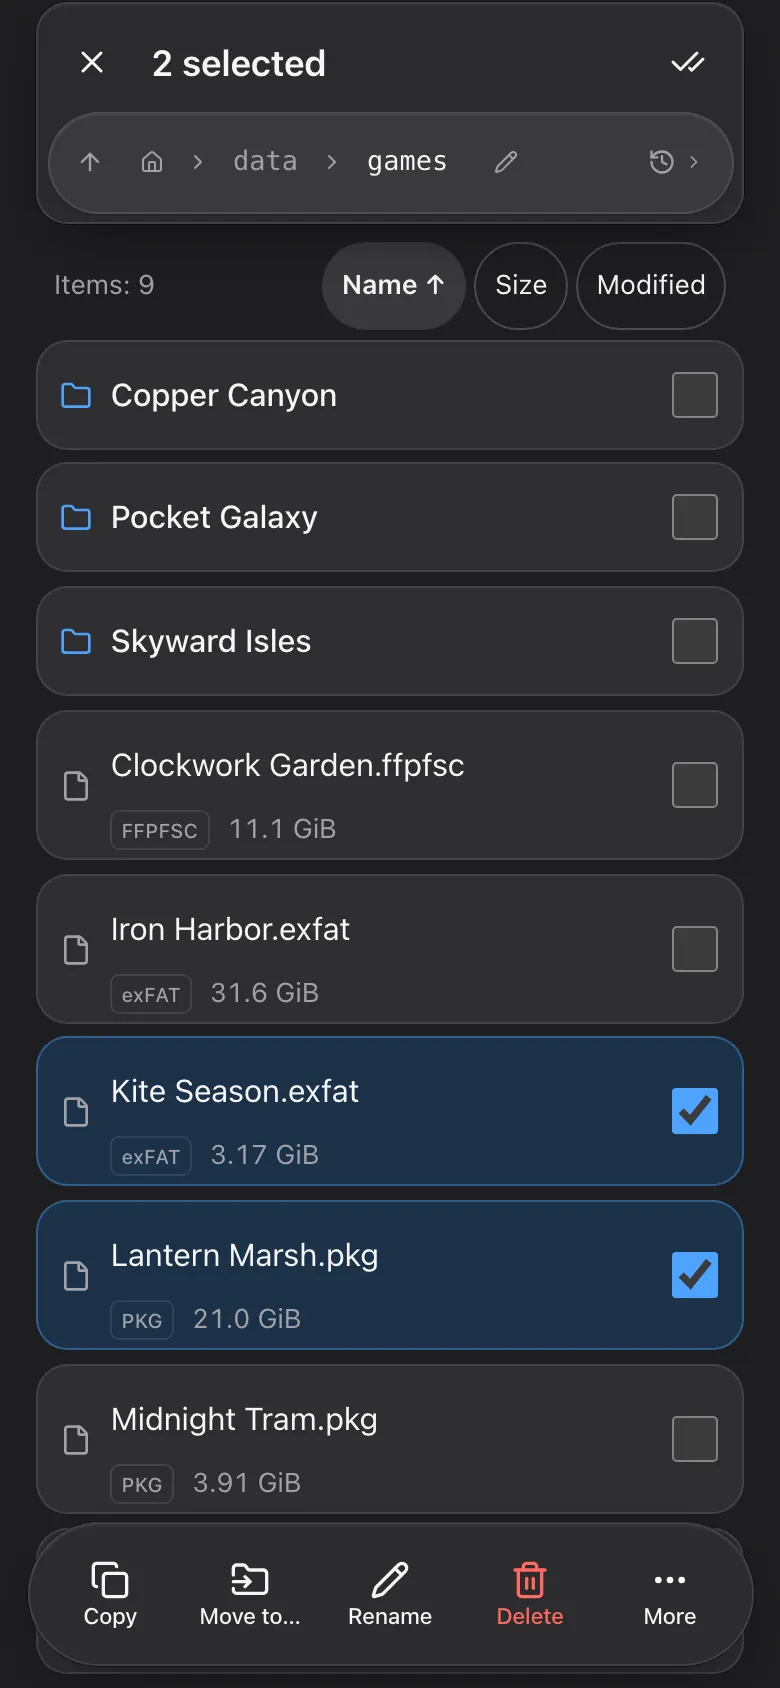 2 selected
data > games
Items: 9
Name ↑ Size Modified
Copper Canyon
Pocket Galaxy
Skyward Isles
Clockwork Garden.ffpfsc
FFPFSC 11.1 GiB
Iron Harbor.exfat
exFAT 31.6 GiB
Kite Season.exfat
exFAT 3.17 GiB
Lantern Marsh.pkg
PKG 21.0 GiB
Midnight Tram.pkg
PKG 3.91 GiB
Copy Move to... Rename Delete More